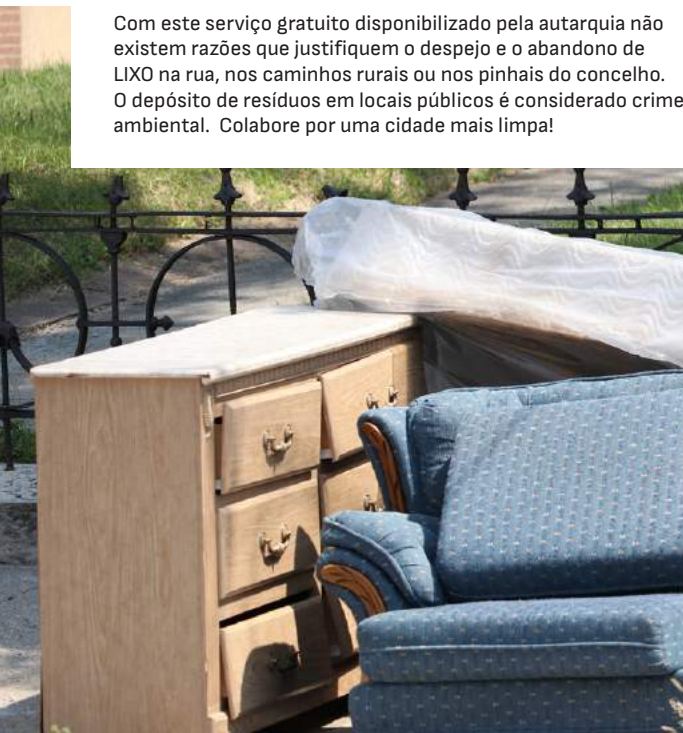 Com este serviço gratuito disponibilizado pela autarquia não
existem razões que justifiquem o despejo e o abandono de
LIXO na rua, nos caminhos rurais ou nos pinhais do concelho.
O depósito de resíduos em locais públicos é considerado crime
ambiental.  Colabore por uma cidade mais limpa!